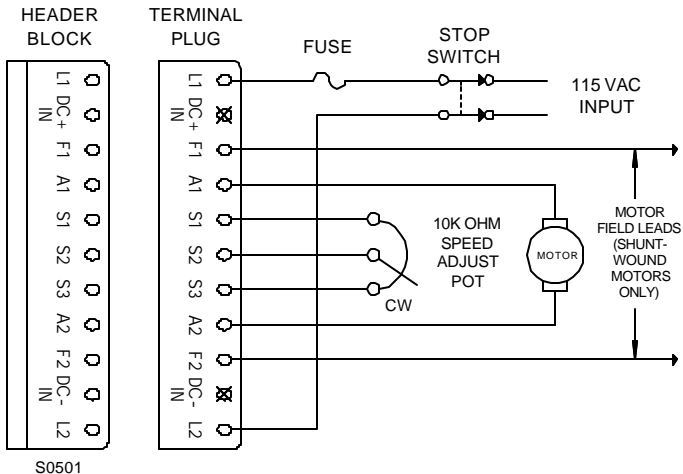 HEADER
BLOCK
TERMINAL
PLUG
FUSE
STOP
SWITCH
115 VAC
INPUT
L1
DC+
IN
F1
A1
S1
S2
S3
A2
F2
DC-
IN
L2
L1
DC+
IN
F1
A1
S1
S2
S3
A2
F2
DC-
IN
L2
10K OHM
SPEED
ADJUST
POT
CW
MOTOR
MOTOR
FIELD LEADS
(SHUNT-
WOUND
MOTORS
ONLY)
S0501